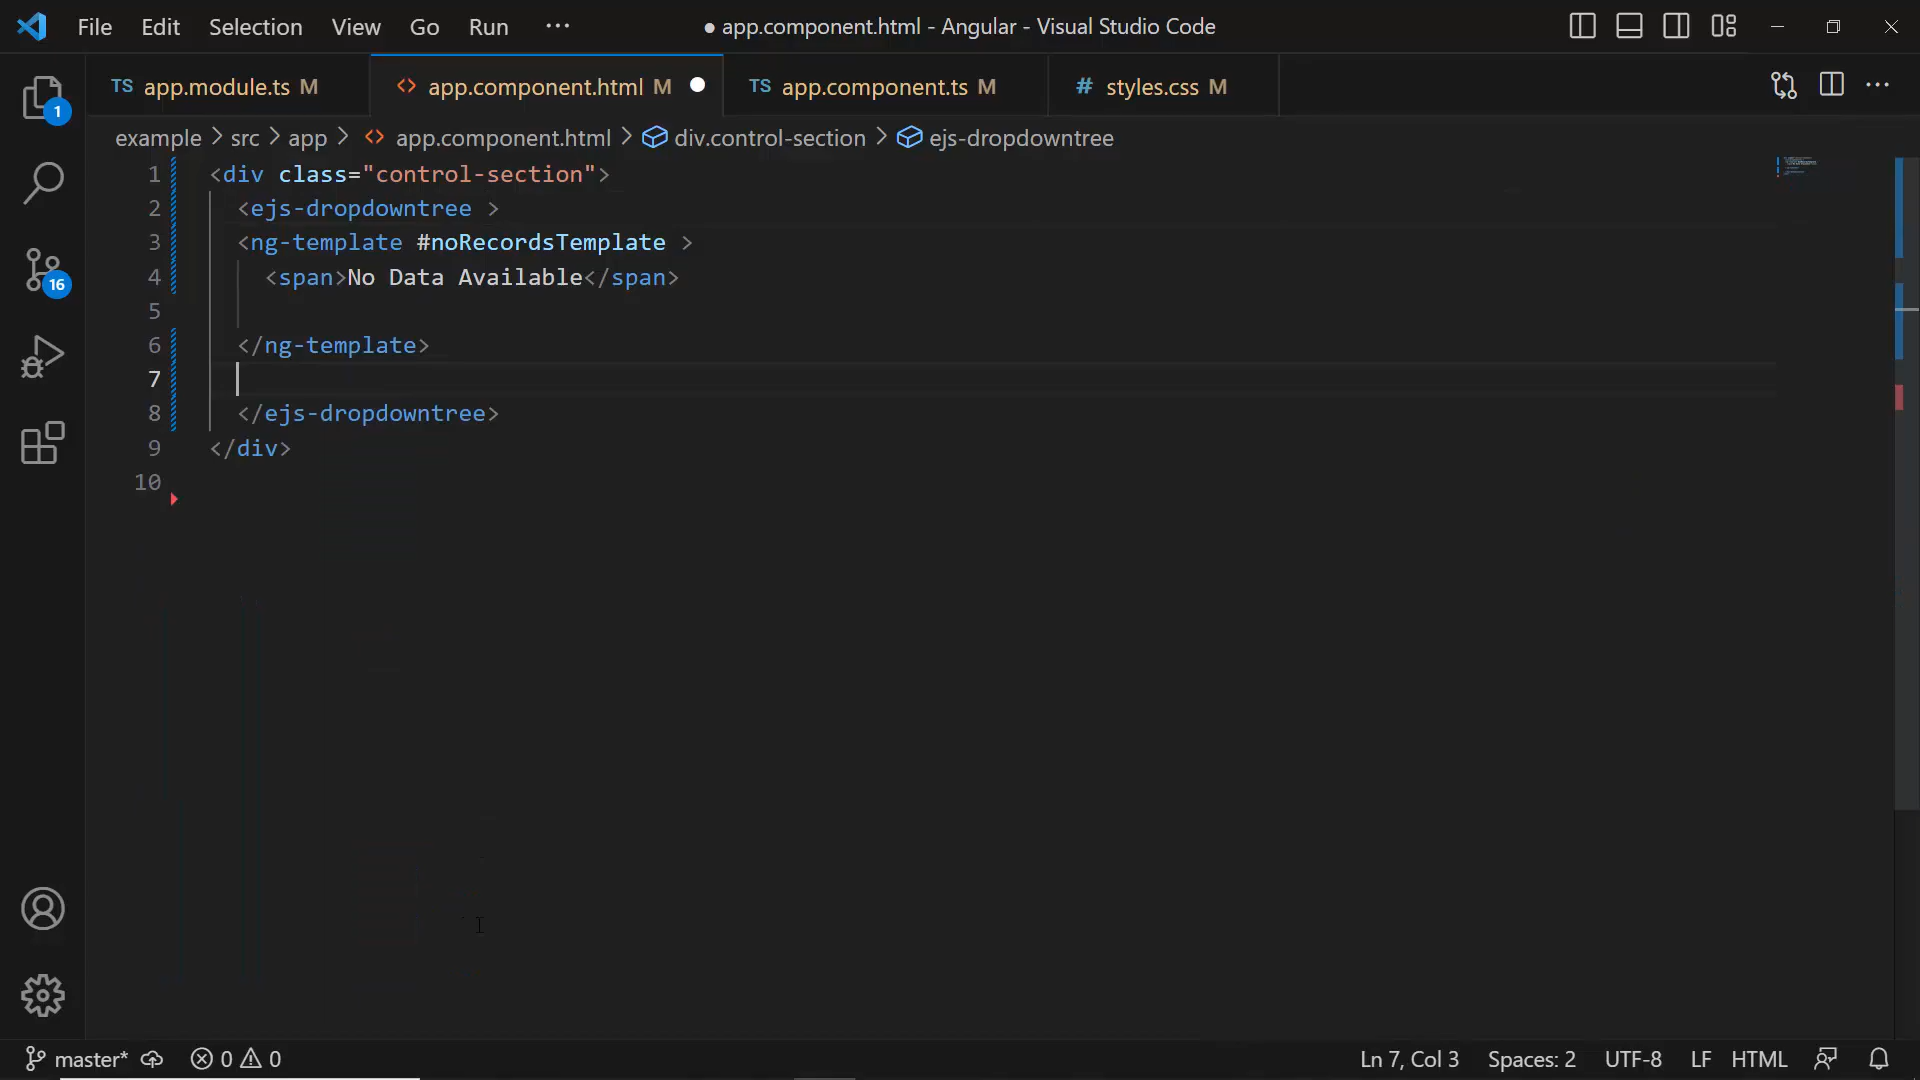 File Edit Selection View Go Run ··· ● app.component.html - Angular - Visual Studio Code
TS app.module.ts M <> app.component.html M ● TS app.component.ts M # styles.css M ···
example > src > app > <> app.component.html > div.control-section > ejs-dropdowntree
1 <div class="control-section">
2 <ejs-dropdowntree >
3 <ng-template #noRecordsTemplate >
4 <span>No Data Available</span>
5
6 </ng-template>
7
8 </ejs-dropdowntree>
9 </div>
10
1
16
master* 0 0 Ln 7, Col 3 Spaces: 2 UTF-8 LF HTML